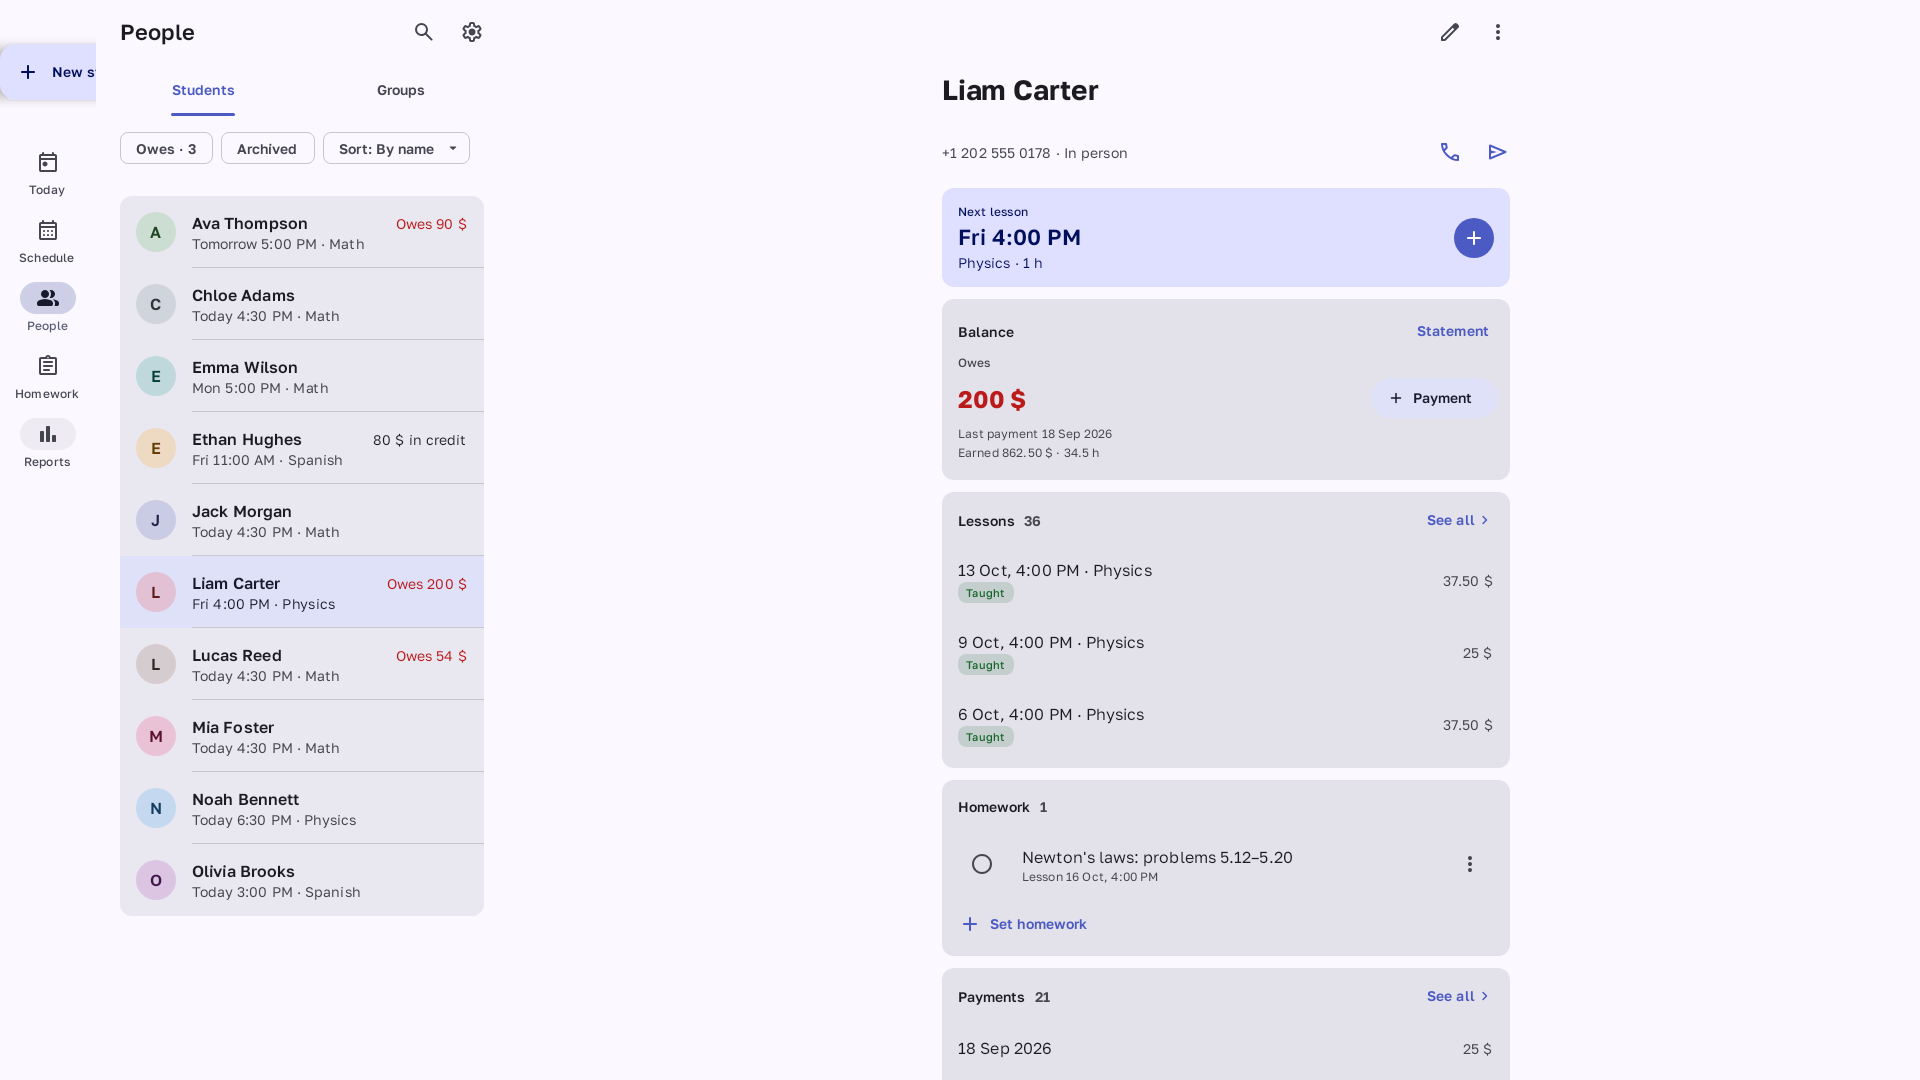 New s
Today
Schedule
People
Homework
Reports
People
Students
Groups
Owes · 3
Archived
Sort: By name
A
Ava Thompson
Owes 90 $
Tomorrow 5:00 PM · Math
C
Chloe Adams
Today 4:30 PM · Math
E
Emma Wilson
Mon 5:00 PM · Math
E
Ethan Hughes
80 $ in credit
Fri 11:00 AM · Spanish
J
Jack Morgan
Today 4:30 PM · Math
L
Liam Carter
Owes 200 $
Fri 4:00 PM · Physics
L
Lucas Reed
Owes 54 $
Today 4:30 PM · Math
M
Mia Foster
Today 4:30 PM · Math
N
Noah Bennett
Today 6:30 PM · Physics
O
Olivia Brooks
Today 3:00 PM · Spanish
Liam Carter
+1 202 555 0178 · In person
Next lesson
Fri 4:00 PM
Physics · 1 h
Balance
Statement
Owes
200 $
Payment
Last payment 18 Sep 2026
Earned 862.50 $ · 34.5 h
Lessons 36
See all
13 Oct, 4:00 PM · Physics
Taught
37.50 $
9 Oct, 4:00 PM · Physics
Taught
25 $
6 Oct, 4:00 PM · Physics
Taught
37.50 $
Homework 1
Newton's laws: problems 5.12–5.20
Lesson 16 Oct, 4:00 PM
Set homework
Payments 21
See all
18 Sep 2026
25 $